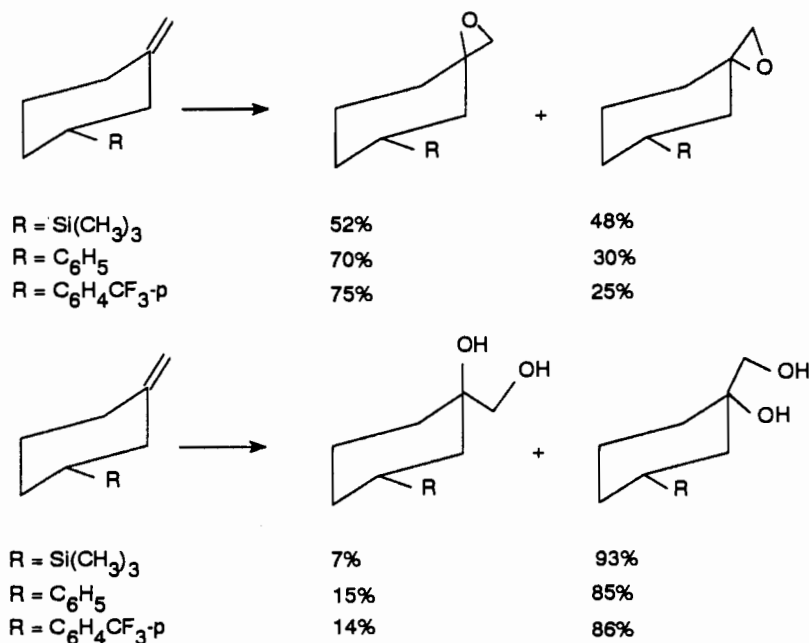 O
O
R
R
R
+
R = Si(CH3)3 52% 48%
R = C6H5 70% 30%
R = C6H4CF3-p 75% 25%
OH
OH
OH
OH
R
R
R
+
R = Si(CH3)3 7% 93%
R = C6H5 15% 85%
R = C6H4CF3-p 14% 86%